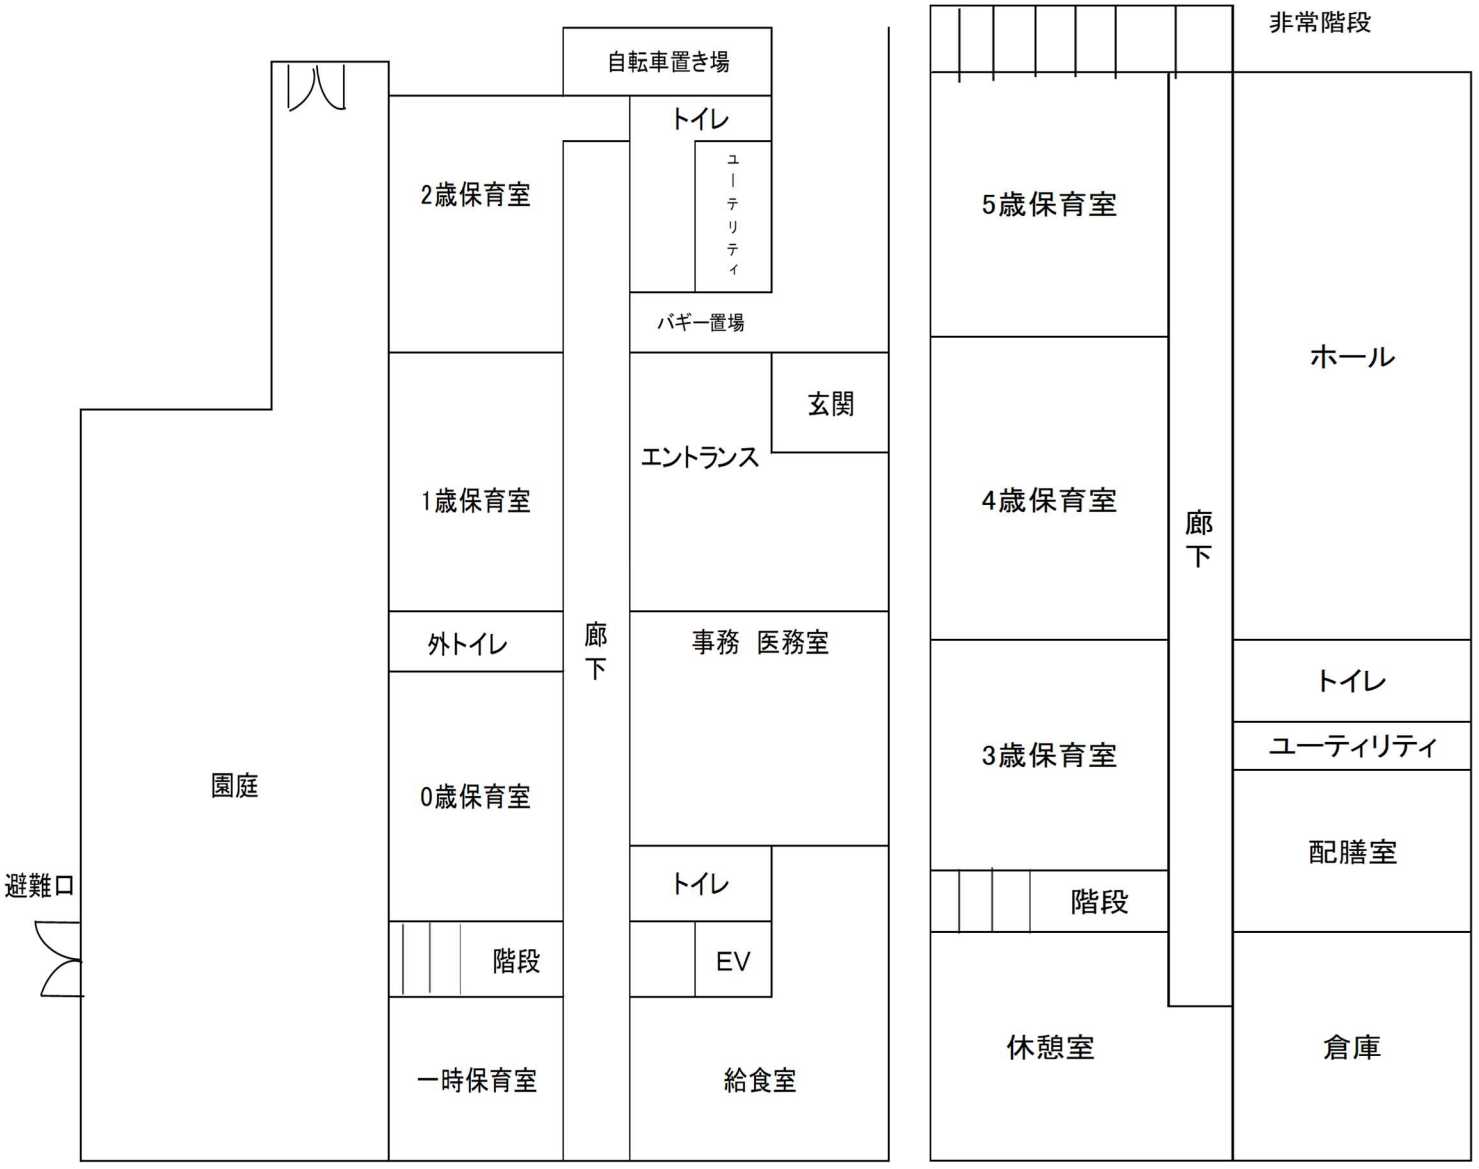 自転車置き場
トイレ
ユーテリティ
2歳保育室
バギー置場
玄関
エントランス
1歳保育室
外トイレ
廊下
事務 医務室
園庭
0歳保育室
避難口
トイレ
階段
EV
一時保育室
給食室
非常階段
5歳保育室
ホール
4歳保育室
廊下
トイレ
ユーティリティ
3歳保育室
配膳室
階段
休憩室
倉庫